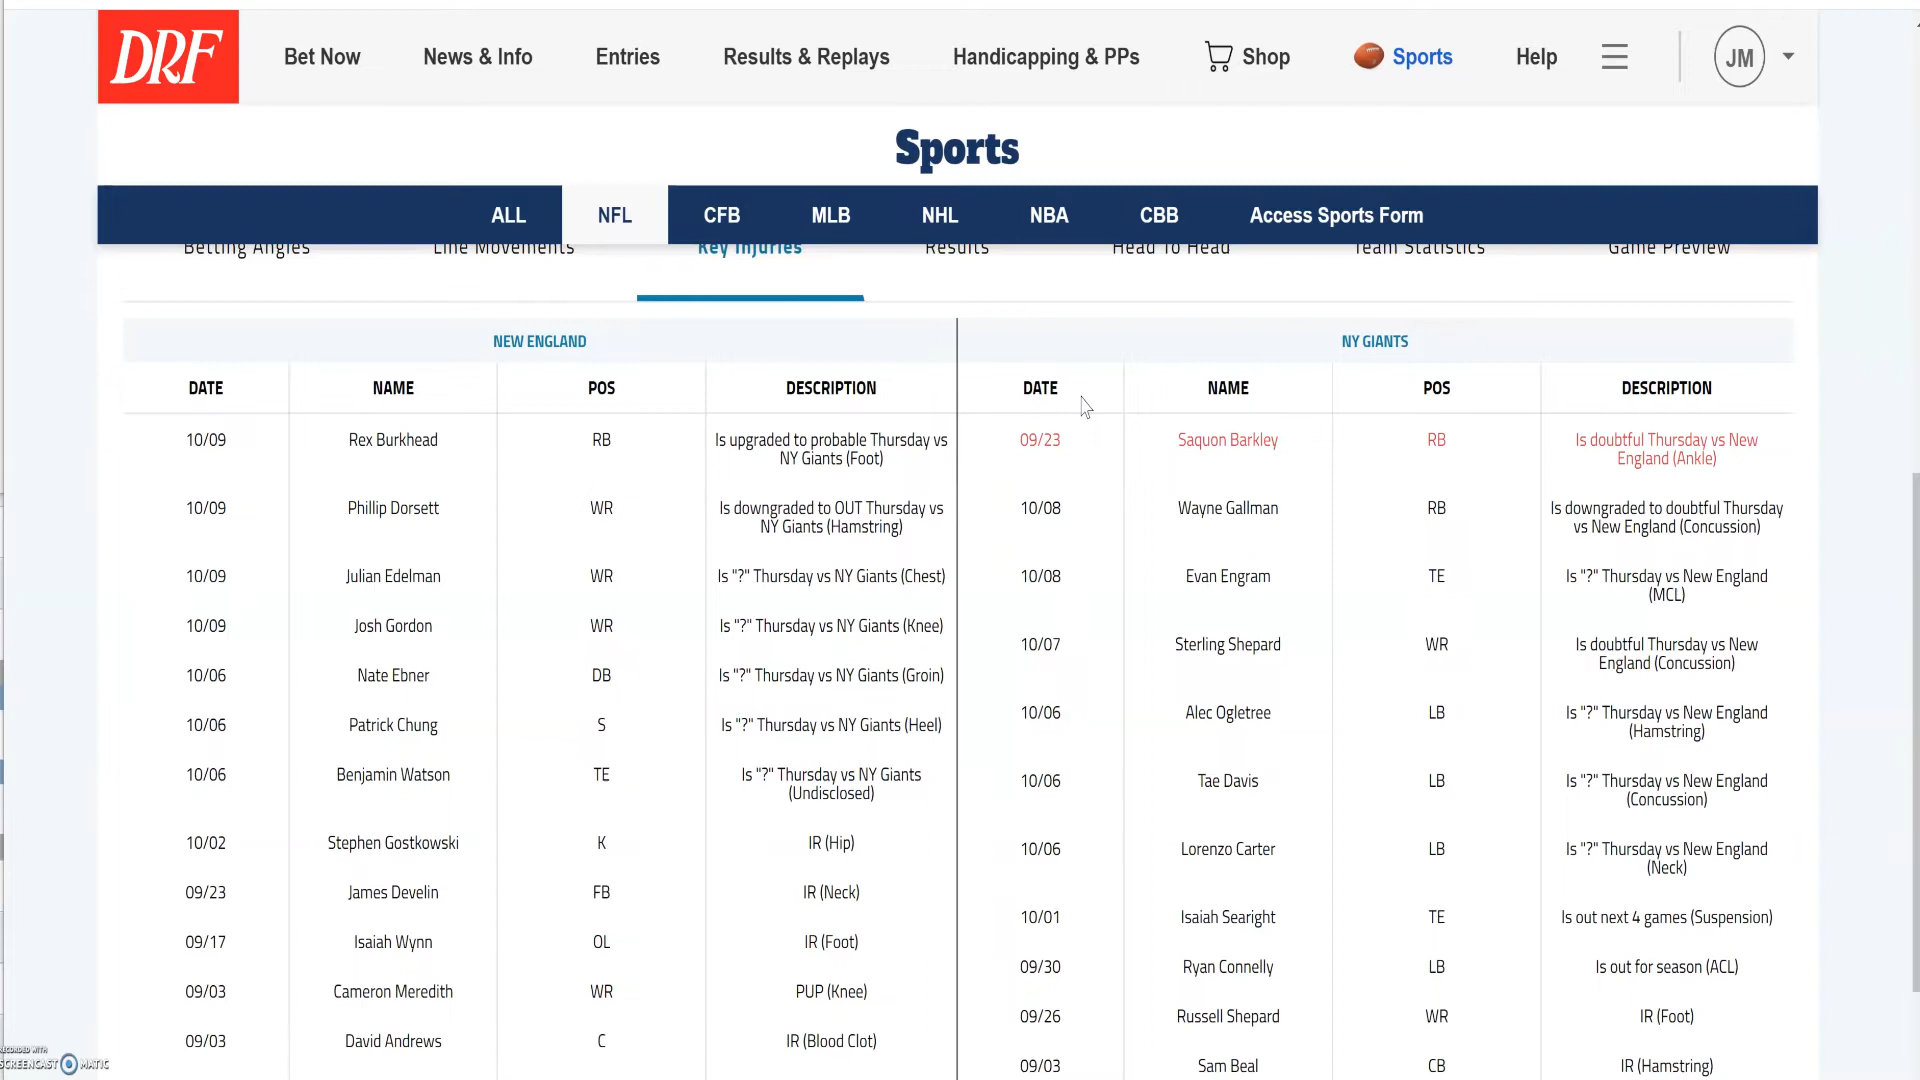 DRF
Bet Now News & Info Entries Results & Replays Handicapping & PPs Shop Sports Help JM
Sports
ALL NFL CFB MLB NHL NBA CBB Access Sports Form
Betting Angles Line Movements Key Injuries Results Head To Head Team Statistics Game Preview
NEW ENGLAND NY GIANTS
DATE NAME POS DESCRIPTION DATE NAME POS DESCRIPTION
10/09 Rex Burkhead RB Is upgraded to probable Thursday vs
NY Giants (Foot)
10/09 Phillip Dorsett WR Is downgraded to OUT Thursday vs
NY Giants (Hamstring)
10/09 Julian Edelman WR Is "?" Thursday vs NY Giants (Chest)
10/09 Josh Gordon WR Is "?" Thursday vs NY Giants (Knee)
10/06 Nate Ebner DB Is "?" Thursday vs NY Giants (Groin)
10/06 Patrick Chung S Is "?" Thursday vs NY Giants (Heel)
10/06 Benjamin Watson TE Is "?" Thursday vs NY Giants
(Undisclosed)
10/02 Stephen Gostkowski K IR (Hip)
09/23 James Develin FB IR (Neck)
09/17 Isaiah Wynn OL IR (Foot)
09/03 Cameron Meredith WR PUP (Knee)
09/03 David Andrews C IR (Blood Clot)
09/23 Saquon Barkley RB Is doubtful Thursday vs New
England (Ankle)
10/08 Wayne Gallman RB Is downgraded to doubtful Thursday
vs New England (Concussion)
10/08 Evan Engram TE Is "?" Thursday vs New England
(MCL)
10/07 Sterling Shepard WR Is doubtful Thursday vs New
England (Concussion)
10/06 Alec Ogletree LB Is "?" Thursday vs New England
(Hamstring)
10/06 Tae Davis LB Is "?" Thursday vs New England
(Concussion)
10/06 Lorenzo Carter LB Is "?" Thursday vs New England
(Neck)
10/01 Isaiah Searight TE Is out next 4 games (Suspension)
09/30 Ryan Connelly LB Is out for season (ACL)
09/26 Russell Shepard WR IR (Foot)
09/03 Sam Beal CB IR (Hamstring)
RECORDED WITH
SCREENCAST MATIC